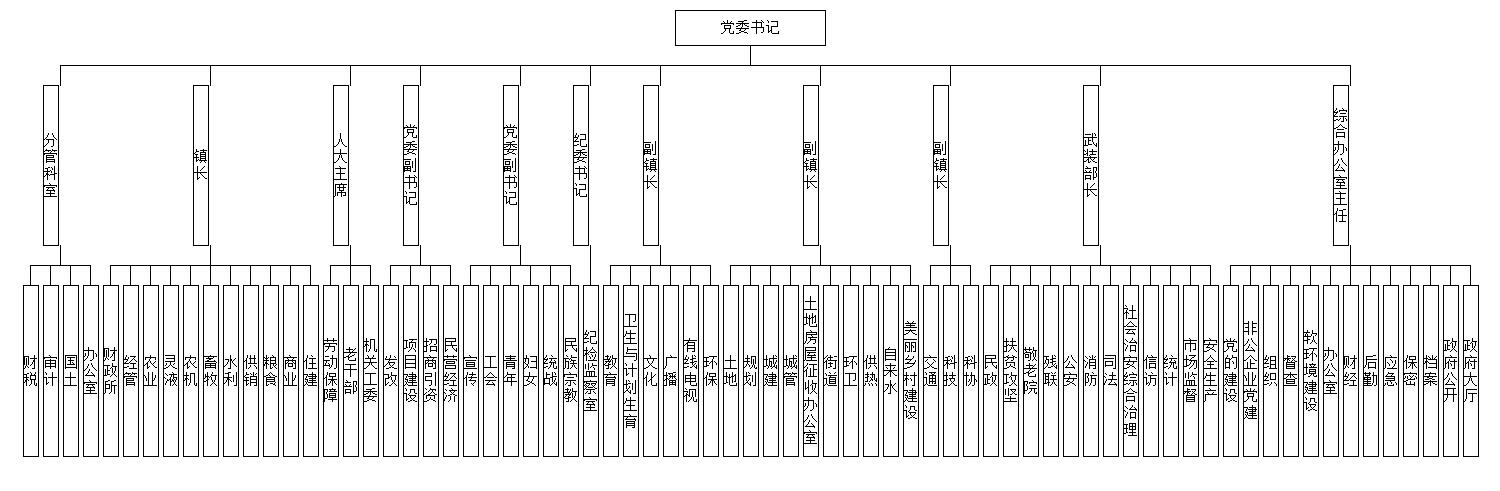 党委书记
分管科室
镇长
人大主席
党委副书记
党委副书记
纪委书记
副镇长
副镇长
副镇长
武装部长
综合办公室主任
财税
审计
国土
办公室
财政所
经管
农业
灵液
农机
畜牧
水利
供销
粮食
商业
住建
劳动保障
老干部
机关工委
发改
项目建设
招商引资
民营经济
宣传
工会
青年
妇女
统战
民族宗教
纪检监察室
教育
卫生与计划生育
文化
广播
有线电视
环保
土地
规划
城建
城管
土地房屋征收办公室
街道
环卫
供热
自来水
美丽乡村建设
交通
科技
科协
民政
扶贫攻坚
敬老院
残联
公安
消防
司法
社会治安综合治理
信访
统计
市场监督
安全生产
党的建设
非公企业党建
组织
督查
软环境建设
办公室
财经
后勤
应急
保密
档案
政府公开
政府大厅